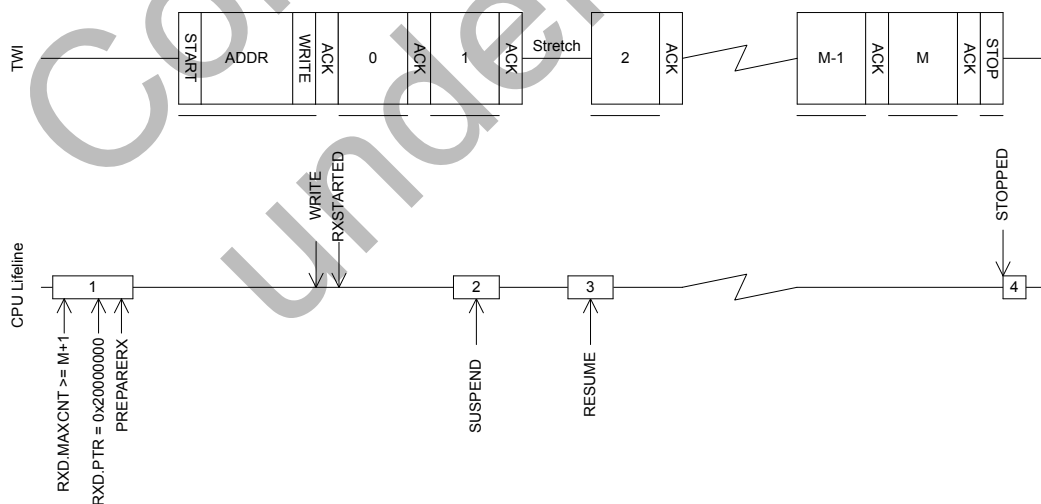 TWI
START
ADDR
WRITE
ACK
0
ACK
1
ACK
Stretch
2
ACK
M-1
ACK
M
ACK
STOP
WRITE
RXSTARTED
STOPPED
CPU Lifeline
1
2
3
4
RXD.MAXCNT >= M+1
RXD.PTR = 0x20000000
PREPARERX
SUSPEND
RESUME